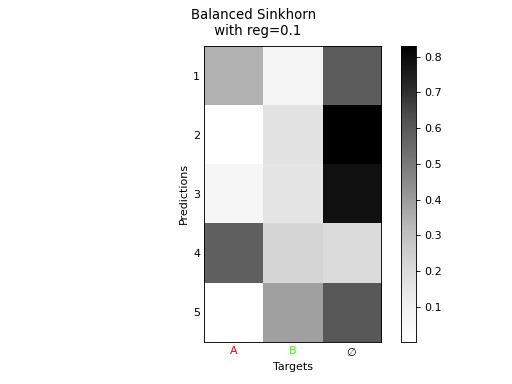 Balanced Sinkhorn
with reg=0.1
Predictions
1
2
3
4
5
A B ∅
Targets
0.8
0.7
0.6
0.5
0.4
0.3
0.2
0.1